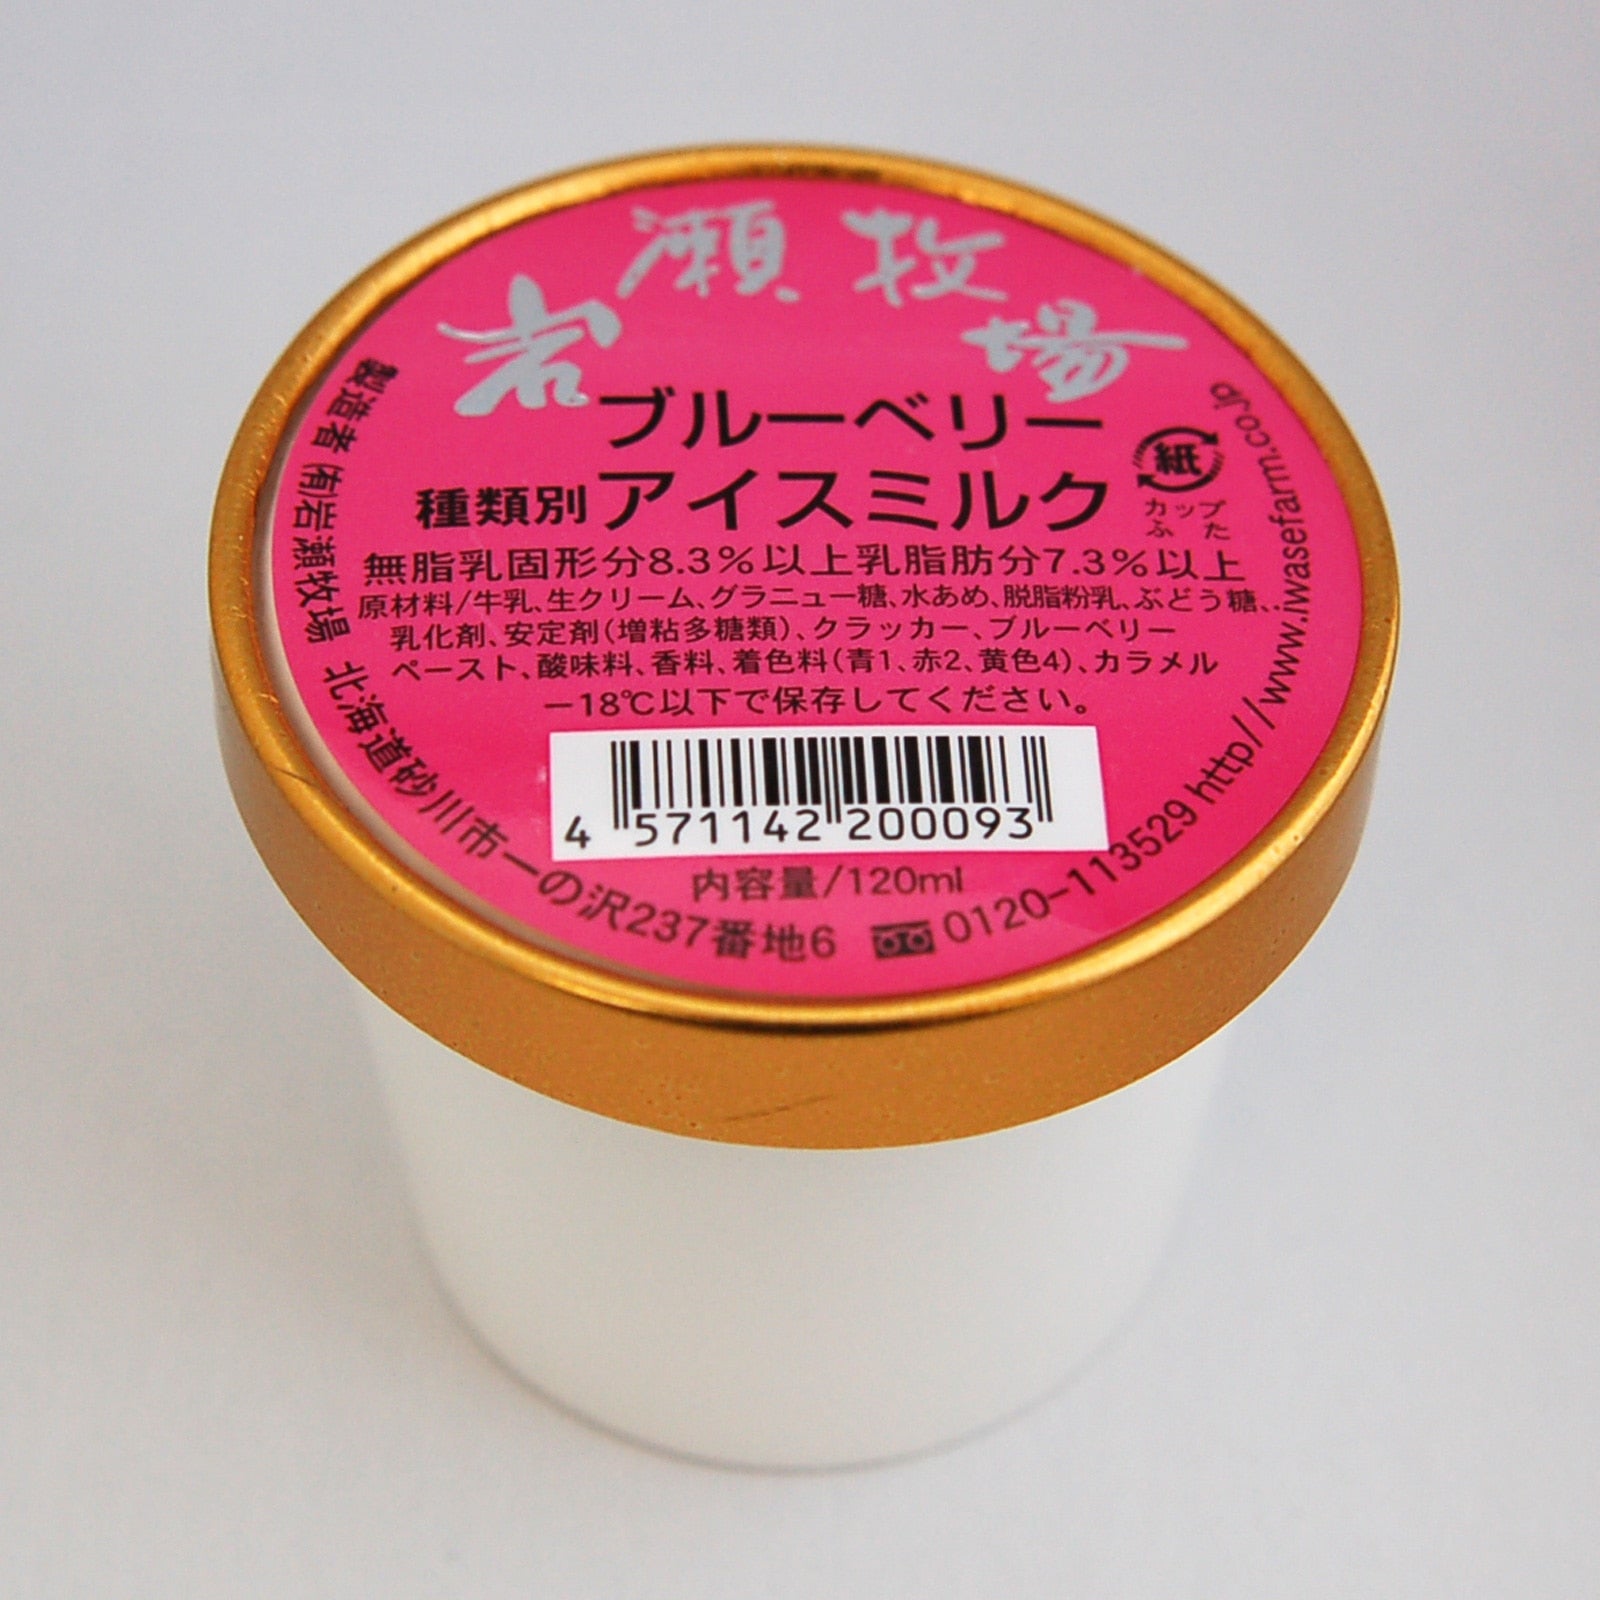 岩瀬牧場
ブルーベリー
種類別 アイスミルク
紙
カップ
ふた
無脂乳固形分8.3%以上乳脂肪分7.3%以上
原材料/牛乳、生クリーム、グラニュー糖、水あめ、脱脂粉乳、ぶどう糖、
乳化剤、安定剤(増粘多糖類)、クラッカー、ブルーベリー
ペースト、酸味料、香料、着色料(青1、赤2、黄色4)、カラメル
−18℃以下で保存してください。
4 571142 200093
内容量/120ml
製造者 (有)岩瀬牧場 北海道砂川市一の沢237番地6 0120-113529 http//www.iwasefarm.co.jp